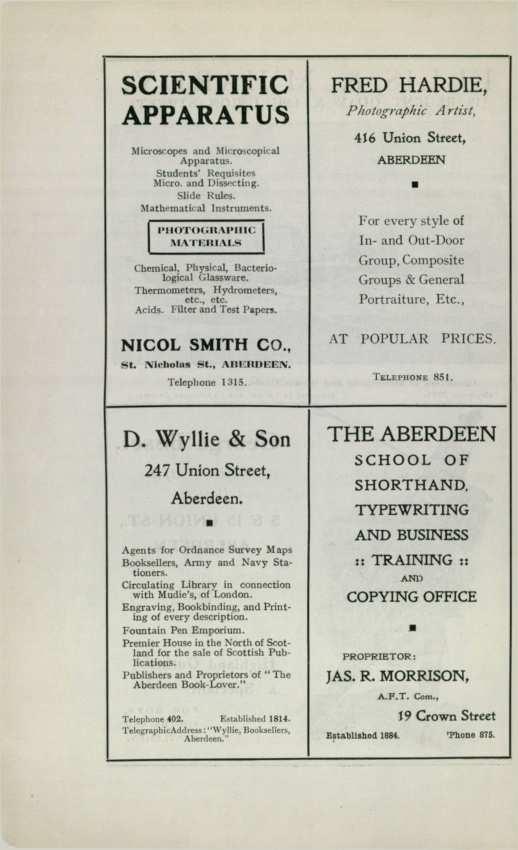 SCIENTIFIC
APPARATUS
Microscopes and Microscopical
Apparatus.
Students' Requisites
Micro. and Dissecting.
Slide Rules.
Mathematical Instruments.
PHOTOGRAPHIC
MATERIALS
Chemical, Physical, Bacterio-
logical Glassware.
Thermometers, Hydrometers,
etc., etc.
Acids. Filter and Test Papers.
NICOL SMITH CO.,
St. Nicholas St., ABERDEEN.
Telephone 1315.
FRED HARDIE,
Photographic Artist,
416 Union Street,
ABERDEEN
For every style of
In- and Out-Door
Group, Composite
Groups & General
Portraiture, Etc.,
AT POPULAR PRICES.
TELEPHONE 851.
D. Wyllie & Son
247 Union Street,
Aberdeen.
Agents for Ordnance Survey Maps
Booksellers, Army and Navy Sta-
tioners.
Circulating Library in connection
with Mudie's, of London.
Engraving, Bookbinding, and Print-
ing of every description.
Fountain Pen Emporium.
Premier House in the North of Scot-
land for the sale of Scottish Pub-
lications.
Publishers and Proprietors of "The
Aberdeen Book-Lover."
Telephone 402. Established 1814.
Telegraphic Address: "Wyllie, Booksellers,
Aberdeen."
THE ABERDEEN
SCHOOL OF
SHORTHAND,
TYPEWRITING
AND BUSINESS
:: TRAINING ::
AND
COPYING OFFICE
PROPRIETOR:
JAS. R. MORRISON,
A.F.T. Com.,
19 Crown Street
Established 1884. 'Phone 875.